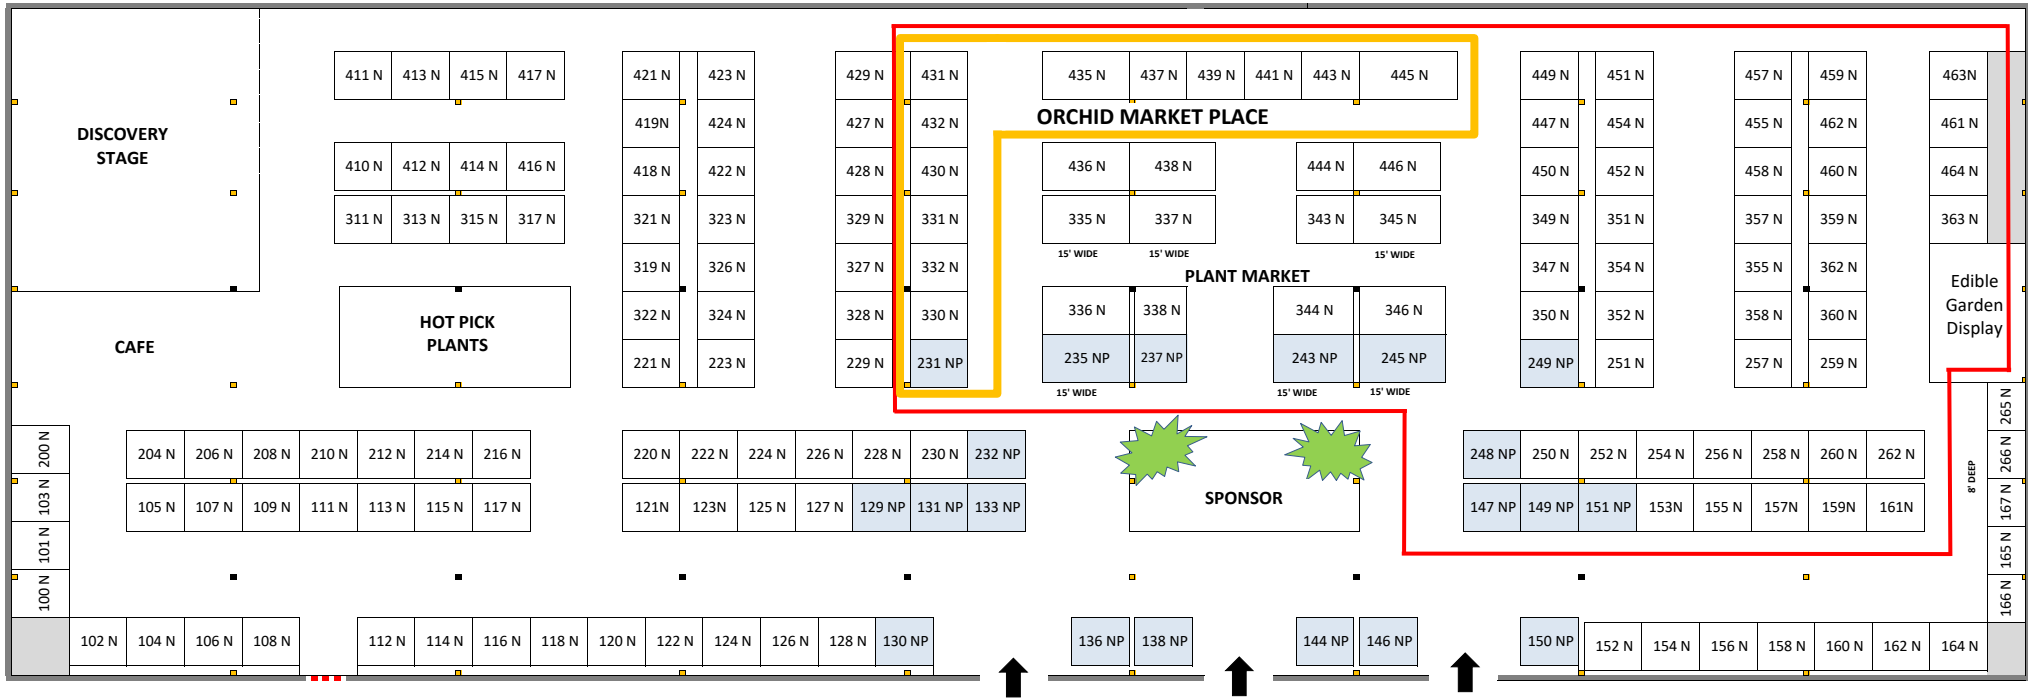 411 N 413 N 415 N 417 N 421 N 423 N 429 N 431 N 435 N 437 N 439 N 441 N 443 N 445 N 449 N 451 N 457 N 459 N 463N
DISCOVERY
STAGE
419N 424 N 427 N 432 N 447 N 454 N 455 N 462 N 461 N
ORCHID MARKET PLACE
410 N 412 N 414 N 416 N 418 N 422 N 428 N 430 N 436 N 438 N 444 N 446 N 450 N 452 N 458 N 460 N 464 N
311 N 313 N 315 N 317 N 321 N 323 N 329 N 331 N 335 N 337 N 343 N 345 N 349 N 351 N 357 N 359 N 363 N
15' WIDE 15' WIDE 15' WIDE
319 N 326 N 327 N 332 N 347 N 354 N 355 N 362 N
PLANT MARKET
Edible
Garden
Display
CAFE
HOT PICK
PLANTS
322 N 324 N 328 N 330 N 336 N 338 N 344 N 346 N 350 N 352 N 358 N 360 N
221 N 223 N 229 N 231 NP 235 NP 237 NP 243 NP 245 NP 249 NP 251 N 257 N 259 N
15' WIDE 15' WIDE 15' WIDE
200 N
103 N
101 N
100 N
204 N 206 N 208 N 210 N 212 N 214 N 216 N 220 N 222 N 224 N 226 N 228 N 230 N 232 NP 248 NP 250 N 252 N 254 N 256 N 258 N 260 N 262 N
105 N 107 N 109 N 111 N 113 N 115 N 117 N 121N 123N 125 N 127 N 129 NP 131 NP 133 NP
SPONSOR
147 NP 149 NP 151 NP 153N 155 N 157N 159N 161N
8' DEEP
265 N
266 N
167 N
165 N
166 N
102 N 104 N 106 N 108 N 112 N 114 N 116 N 118 N 120 N 122 N 124 N 126 N 128 N 130 NP 136 NP 138 NP 144 NP 146 NP 150 NP 152 N 154 N 156 N 158 N 160 N 162 N 164 N